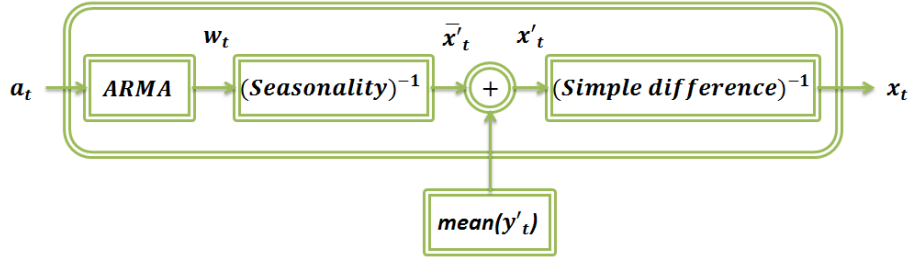 w_t x̄'_t x'_t
a_t ARMA (Seasonality)⁻¹ + (Simple difference)⁻¹ x_t
mean(y'_t)